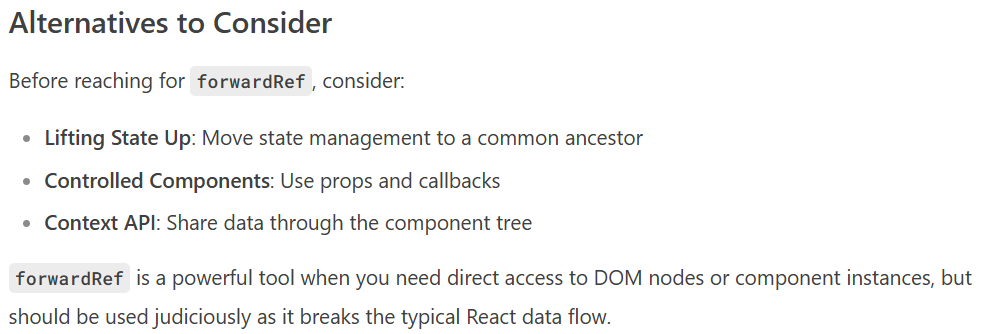 Alternatives to Consider
Before reaching for forwardRef, consider:
• Lifting State Up: Move state management to a common ancestor
• Controlled Components: Use props and callbacks
• Context API: Share data through the component tree
forwardRef is a powerful tool when you need direct access to DOM nodes or component instances, but
should be used judiciously as it breaks the typical React data flow.